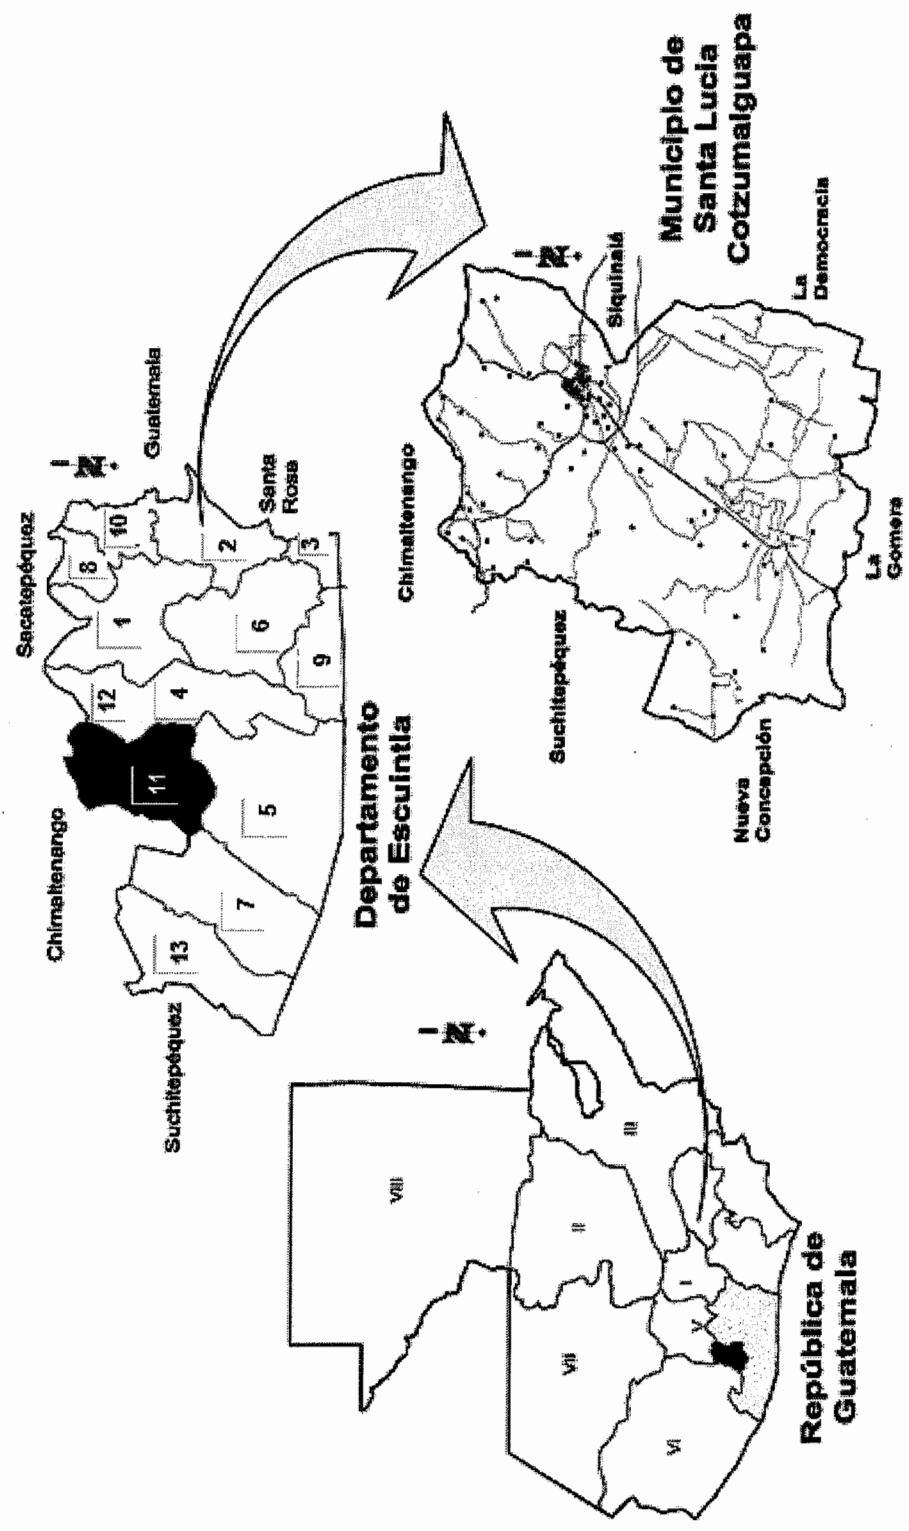 República de
Guatemala
VIII
VII
II
III
VI
V
I
N
Departamento
de Escuintla
Suchitepéquez
Chimaltenango
Sacatepéquez
Guatemala
Santa
Rosa
N
13
7
5
11
12
4
1
8
10
6
2
9
3
Municipio de
Santa Lucia
Cotzumalguapa
N
Chimaltenango
Suchitepéquez
Siquinalá
Nueva
Concepción
La
Gomera
La
Democracia